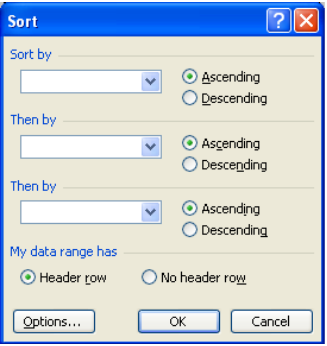 Sort
Sort by
Ascending
Descending
Then by
Ascending
Descending
Then by
Ascending
Descending
My data range has
Header row No header row
Options... OK Cancel